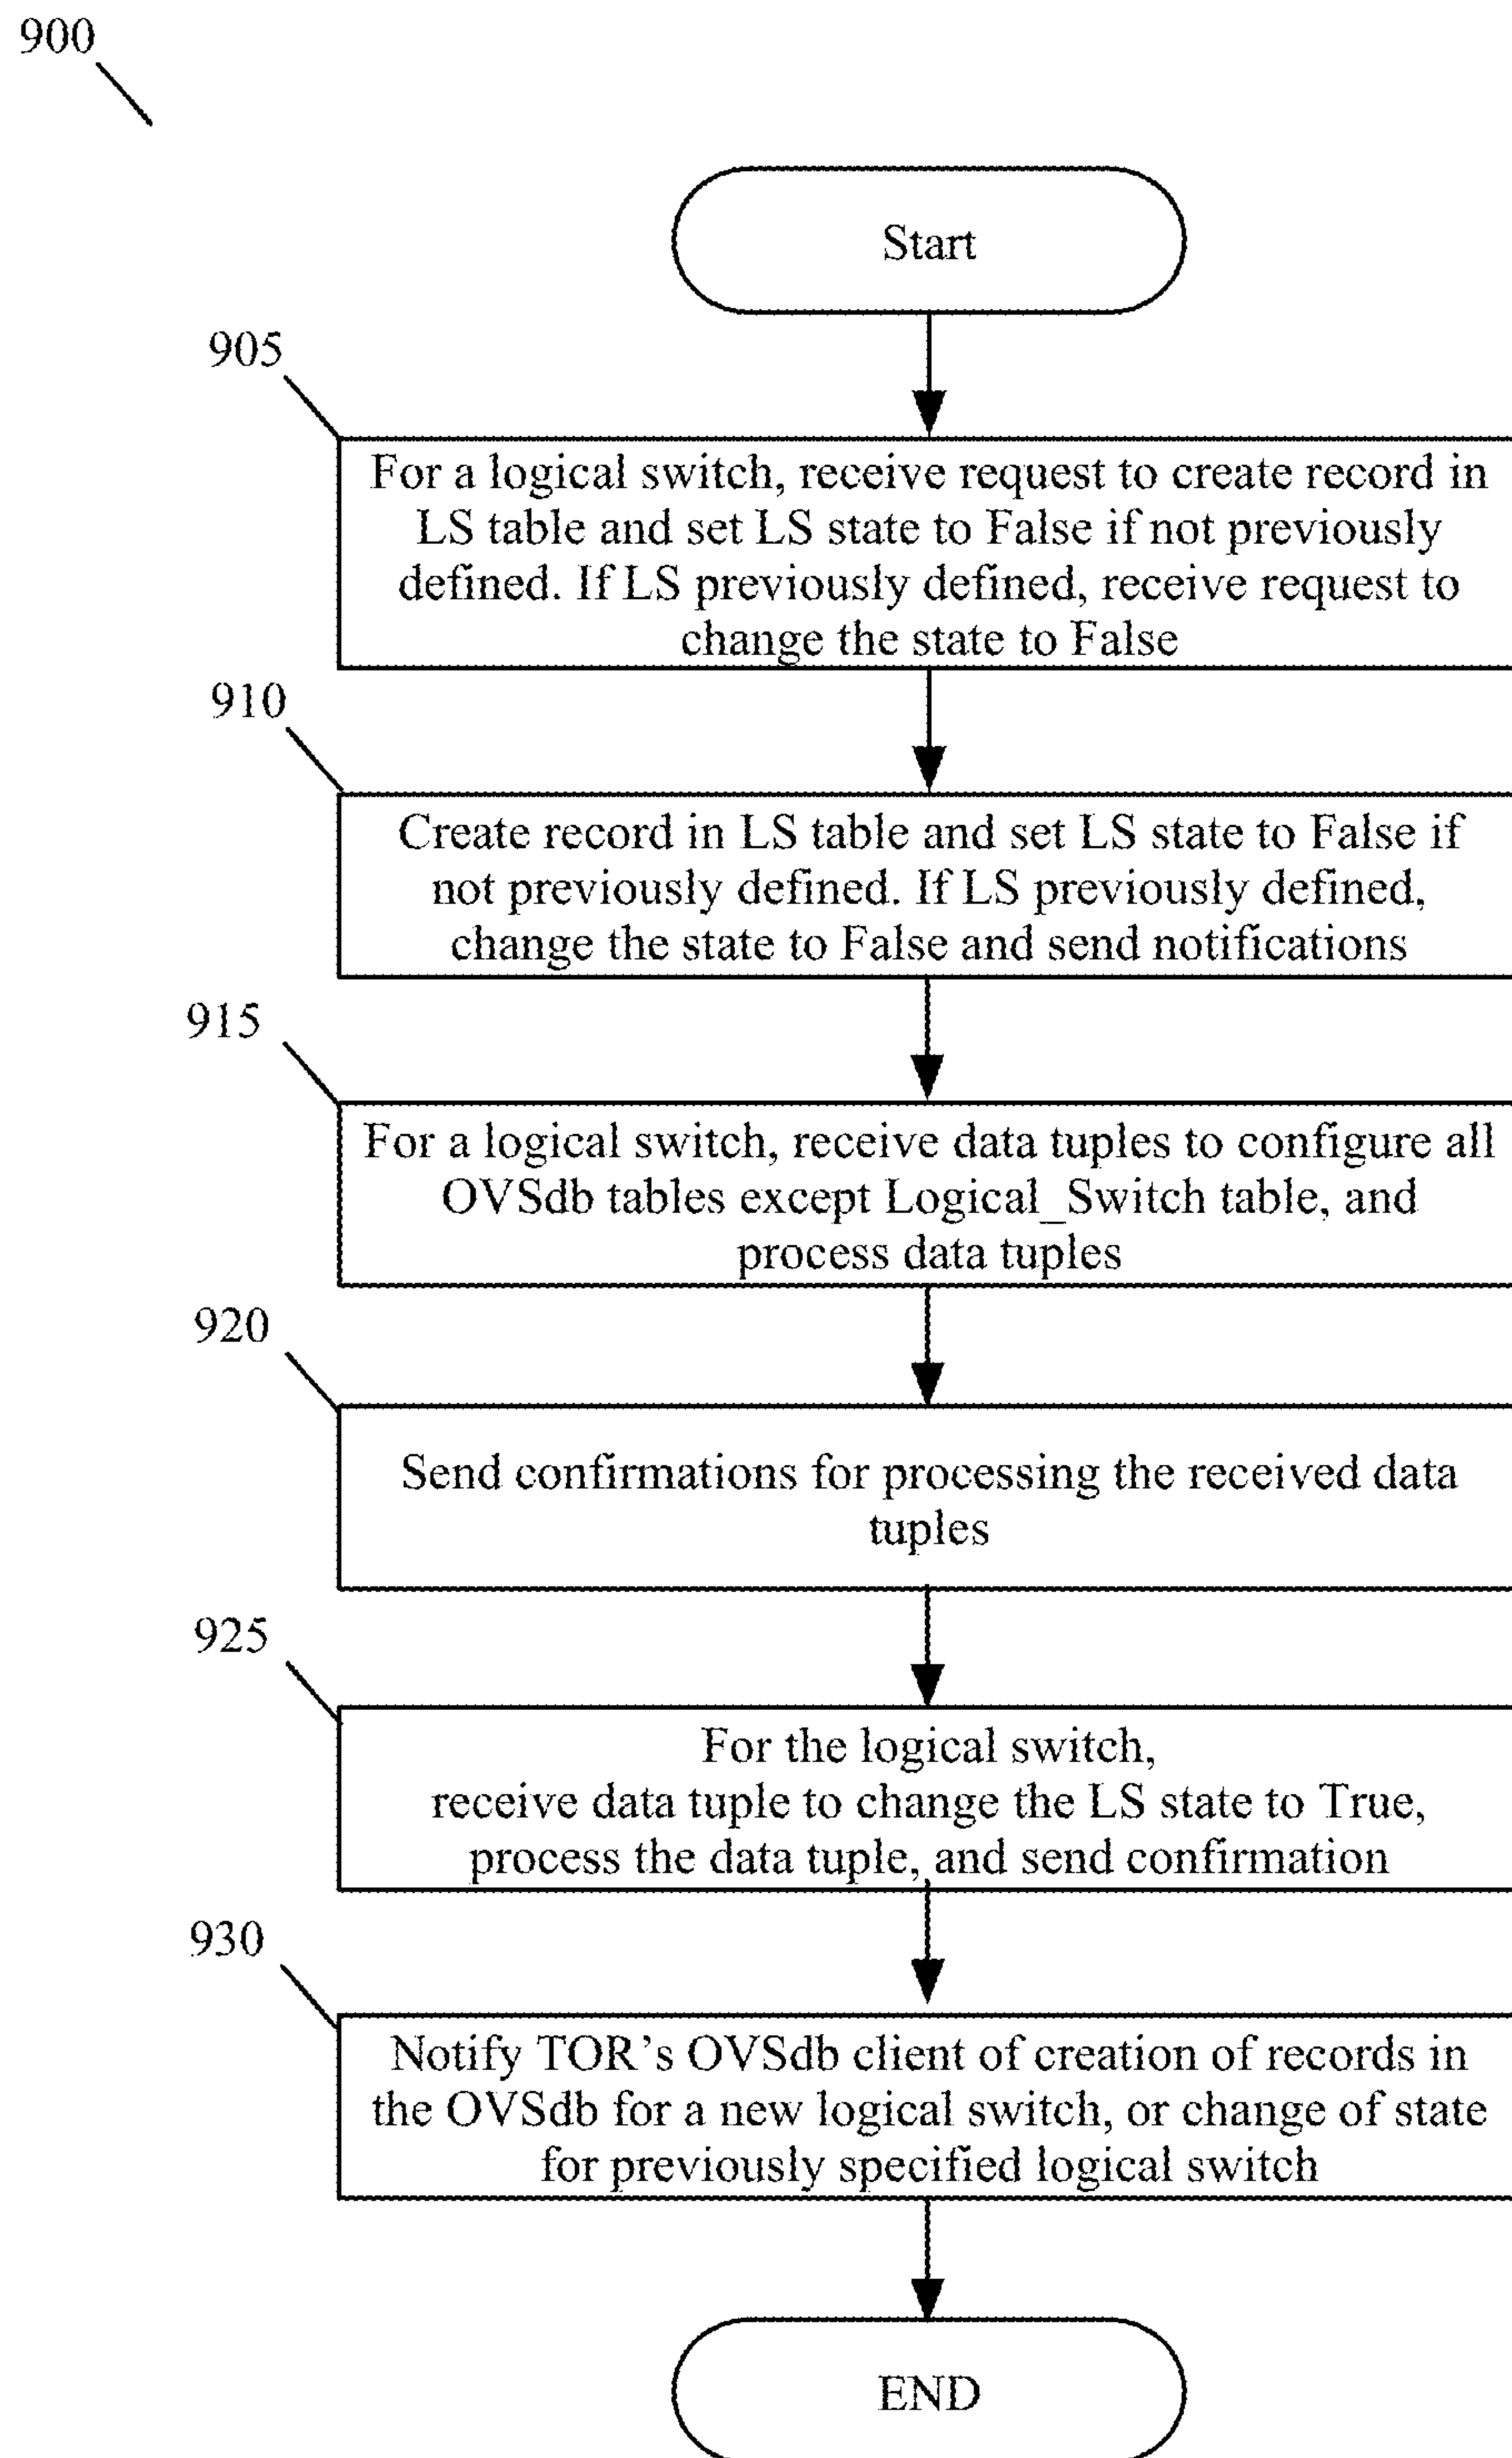 900
Start
905
For a logical switch, receive request to create record in
LS table and set LS state to False if not previously
defined. If LS previously defined, receive request to
change the state to False
910
Create record in LS table and set LS state to False if
not previously defined. If LS previously defined,
change the state to False and send notifications
915
For a logical switch, receive data tuples to configure all
OVSdb tables except Logical_Switch table, and
process data tuples
920
Send confirmations for processing the received data
tuples
925
For the logical switch,
receive data tuple to change the LS state to True,
process the data tuple, and send confirmation
930
Notify TOR's OVSdb client of creation of records in
the OVSdb for a new logical switch, or change of state
for previously specified logical switch
END